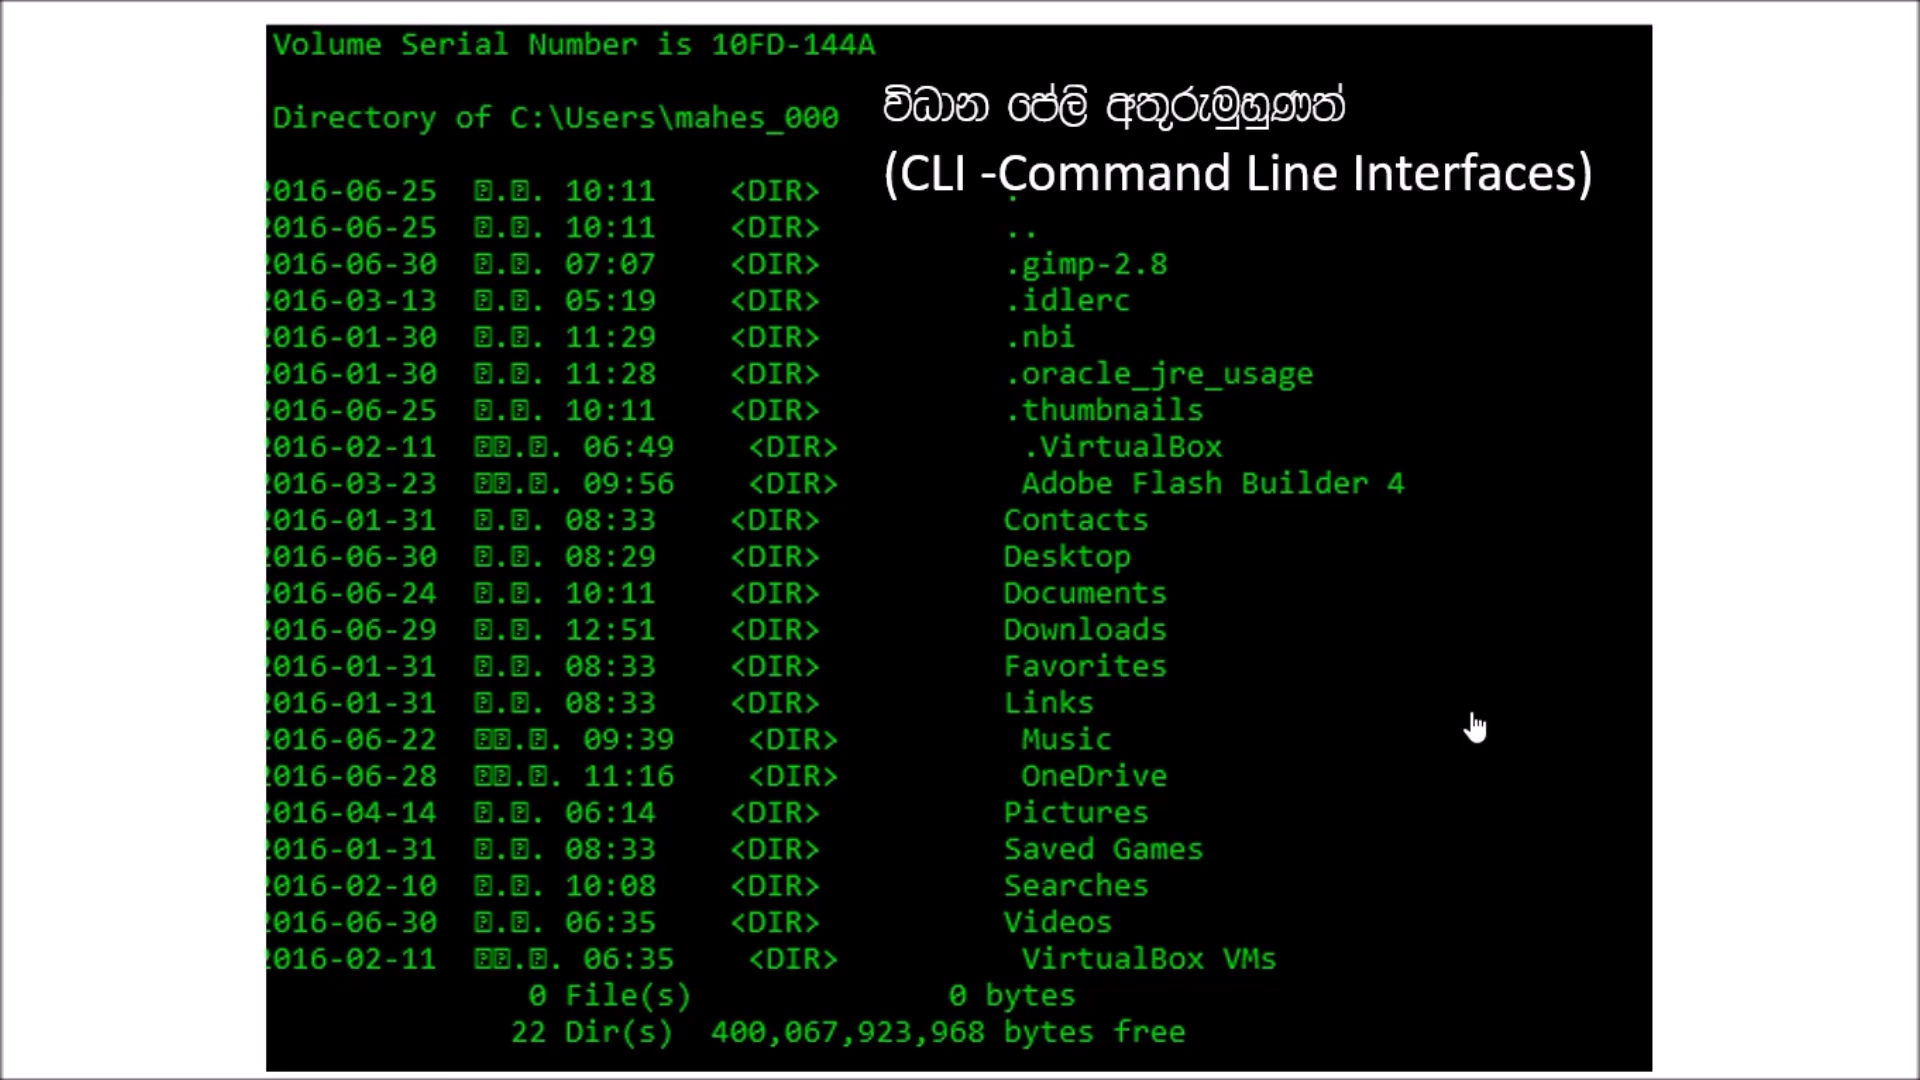 Volume Serial Number is 10FD-144A
Directory of C:\Users\mahes_000
විධාන පේලි අතුරුමුහුණත්
(CLI -Command Line Interfaces)
2016-06-25 .. 10:11 <DIR> .
2016-06-25 .. 10:11 <DIR> ..
2016-06-30 .. 07:07 <DIR> .gimp-2.8
2016-03-13 .. 05:19 <DIR> .idlerc
2016-01-30 .. 11:29 <DIR> .nbi
2016-01-30 .. 11:28 <DIR> .oracle_jre_usage
2016-06-25 .. 10:11 <DIR> .thumbnails
2016-02-11 .. 06:49 <DIR> .VirtualBox
2016-03-23 .. 09:56 <DIR> Adobe Flash Builder 4
2016-01-31 .. 08:33 <DIR> Contacts
2016-06-30 .. 08:29 <DIR> Desktop
2016-06-24 .. 10:11 <DIR> Documents
2016-06-29 .. 12:51 <DIR> Downloads
2016-01-31 .. 08:33 <DIR> Favorites
2016-01-31 .. 08:33 <DIR> Links
2016-06-22 .. 09:39 <DIR> Music
2016-06-28 .. 11:16 <DIR> OneDrive
2016-04-14 .. 06:14 <DIR> Pictures
2016-01-31 .. 08:33 <DIR> Saved Games
2016-02-10 .. 10:08 <DIR> Searches
2016-06-30 .. 06:35 <DIR> Videos
2016-02-11 .. 06:35 <DIR> VirtualBox VMs
0 File(s) 0 bytes
22 Dir(s) 400,067,923,968 bytes free